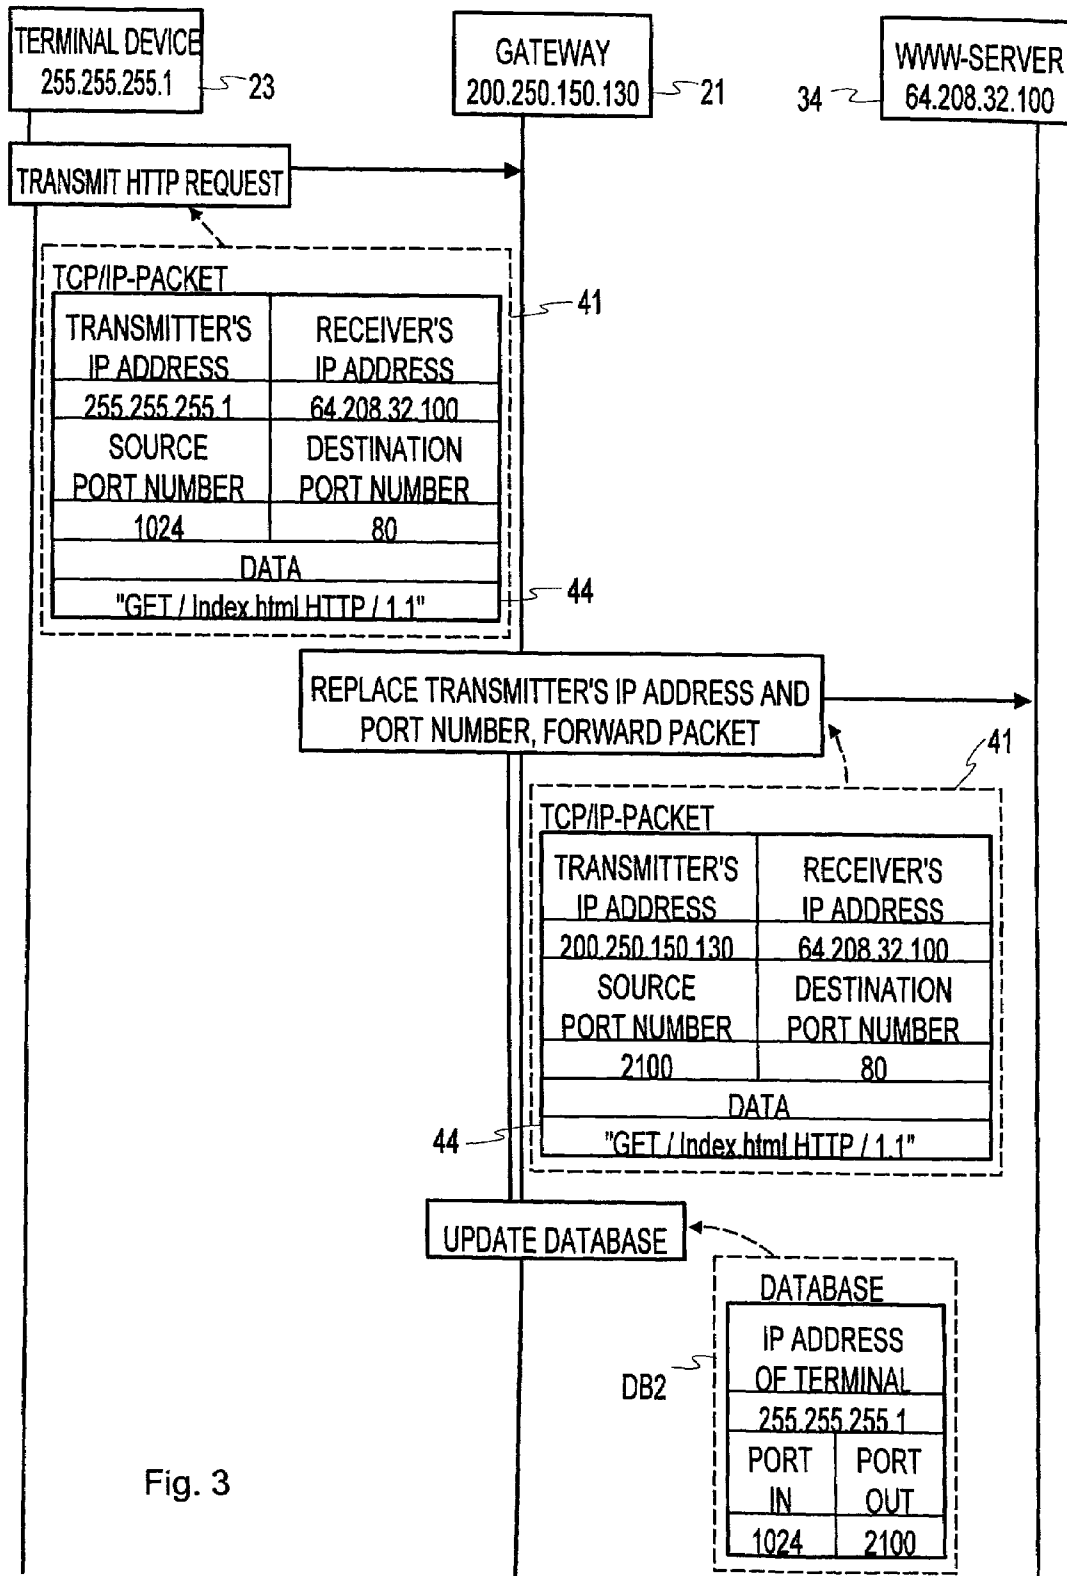 TERMINAL DEVICE
255.255.255.1
23
GATEWAY
200.250.150.130
21
34
WWW-SERVER
64.208.32.100
TRANSMIT HTTP REQUEST
TCP/IP-PACKET
41
TRANSMITTER'S
IP ADDRESS
RECEIVER'S
IP ADDRESS
255.255.255.1
64.208.32.100
SOURCE
PORT NUMBER
DESTINATION
PORT NUMBER
1024
80
DATA
"GET / index.html HTTP / 1.1"
44
REPLACE TRANSMITTER'S IP ADDRESS AND
PORT NUMBER, FORWARD PACKET
41
TCP/IP-PACKET
TRANSMITTER'S
IP ADDRESS
RECEIVER'S
IP ADDRESS
200.250.150.130
64.208.32.100
SOURCE
PORT NUMBER
DESTINATION
PORT NUMBER
2100
80
DATA
44
"GET / index.html HTTP / 1.1"
UPDATE DATABASE
DATABASE
IP ADDRESS
OF TERMINAL
DB2
255.255.255.1
PORT
IN
PORT
OUT
1024
2100
Fig. 3